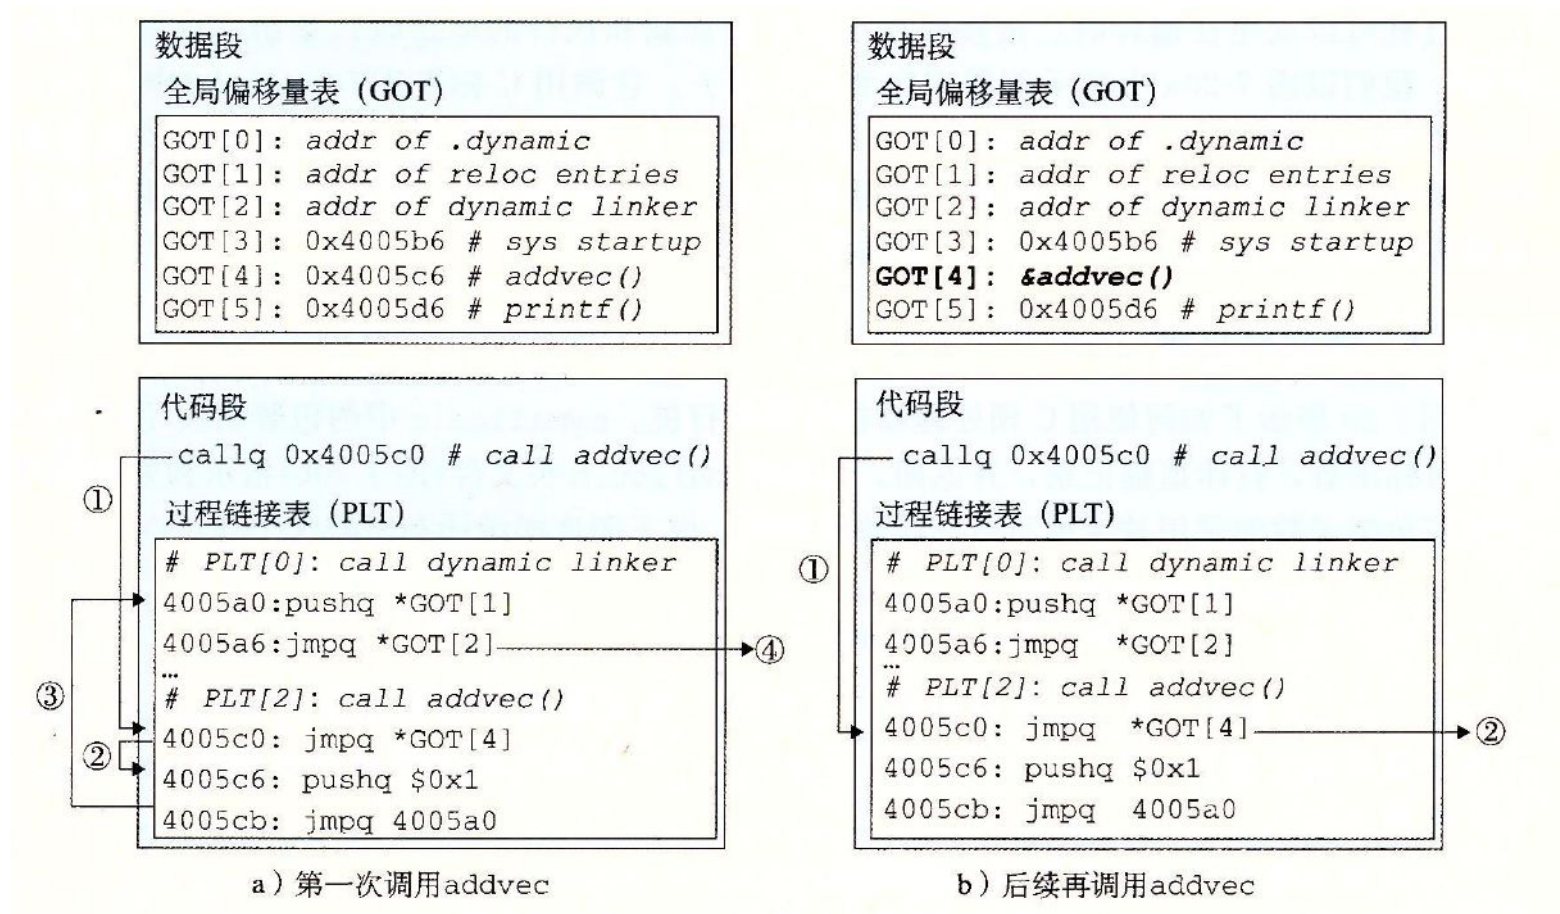 数据段
全局偏移量表（GOT）
GOT[0]: addr of .dynamic
GOT[1]: addr of reloc entries
GOT[2]: addr of dynamic linker
GOT[3]: 0x4005b6 # sys startup
GOT[4]: 0x4005c6 # addvec()
GOT[5]: 0x4005d6 # printf()
代码段
callq 0x4005c0 # call addvec()
①
过程链接表（PLT）
# PLT[0]: call dynamic linker
4005a0:pushq *GOT[1]
4005a6:jmpq *GOT[2]
④
…
③
# PLT[2]: call addvec()
4005c0: jmpq *GOT[4]
②
4005c6: pushq $0x1
4005cb: jmpq 4005a0
a）第一次调用addvec
数据段
全局偏移量表（GOT）
GOT[0]: addr of .dynamic
GOT[1]: addr of reloc entries
GOT[2]: addr of dynamic linker
GOT[3]: 0x4005b6 # sys startup
GOT[4]: &addvec()
GOT[5]: 0x4005d6 # printf()
代码段
callq 0x4005c0 # call addvec()
过程链接表（PLT）
①
# PLT[0]: call dynamic linker
4005a0:pushq *GOT[1]
4005a6:jmpq *GOT[2]
…
# PLT[2]: call addvec()
4005c0: jmpq *GOT[4]
②
4005c6: pushq $0x1
4005cb: jmpq 4005a0
b）后续再调用addvec